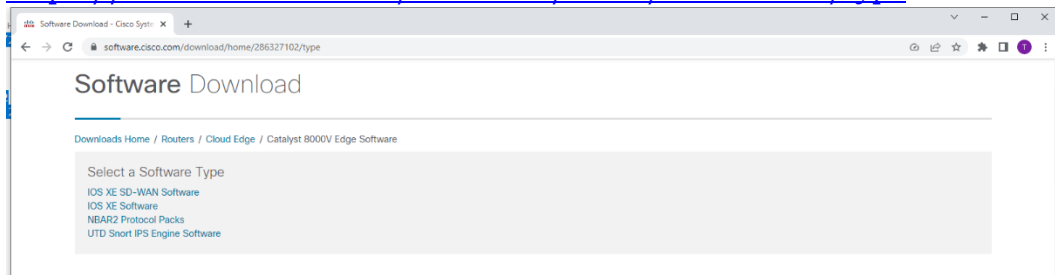 Software Download - Cisco Syste
software.cisco.com/download/home/286327102/type
T
Software Download
Downloads Home / Routers / Cloud Edge / Catalyst 8000V Edge Software
Select a Software Type
IOS XE SD-WAN Software
IOS XE Software
NBAR2 Protocol Packs
UTD Snort IPS Engine Software